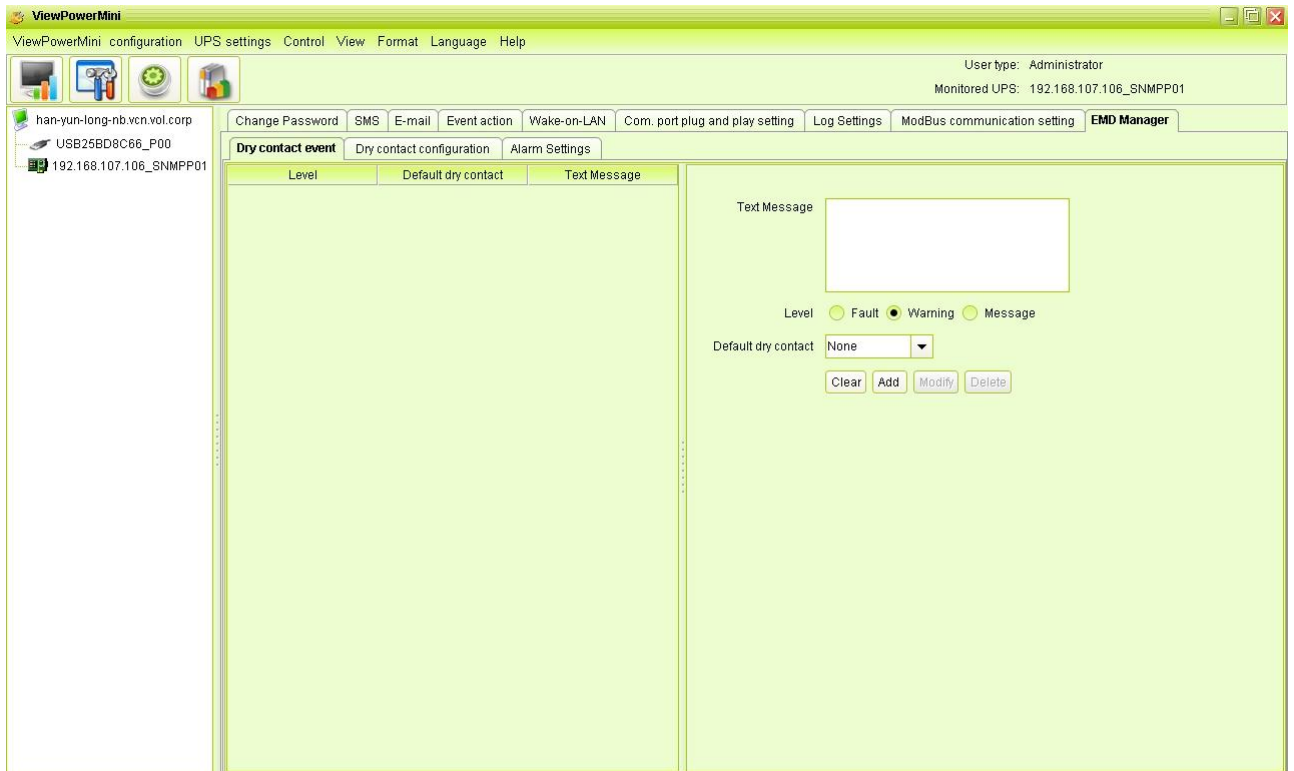 ViewPowerMini
ViewPowerMini configuration UPS settings Control View Format Language Help
User type: Administrator
Monitored UPS: 192.168.107.106_SNMPP01
han-yun-long-nb.vcn.vol.corp
USB25BD8C66_P00
192.168.107.106_SNMPP01
Change Password SMS E-mail Event action Wake-on-LAN Com. port plug and play setting Log Settings ModBus communication setting EMD Manager
Dry contact event Dry contact configuration Alarm Settings
Level Default dry contact Text Message
Text Message
Level Fault Warning Message
Default dry contact None
Clear Add Modify Delete